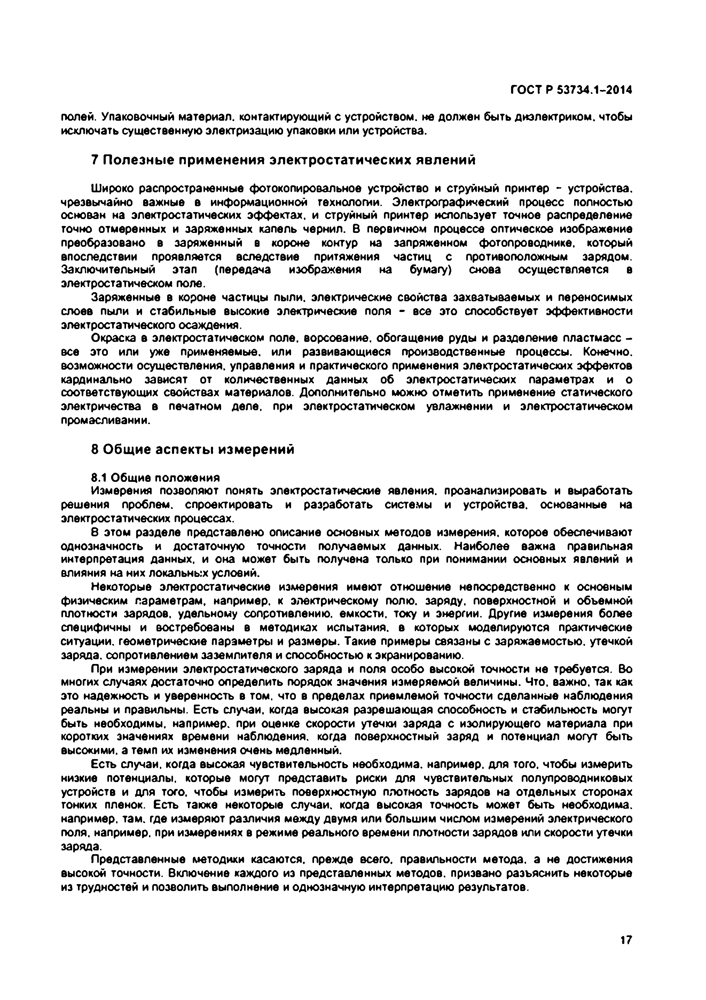 ГОСТ Р 53734.1–2014
полей. Упаковочный материал, контактирующий с устройством, не должен быть диэлектриком, чтобы
исключать существенную электризацию упаковки или устройства.
7 Полезные применения электростатических явлений
Широко распространенные фотокопировальное устройство и струйный принтер – устройства,
чрезвычайно важные в информационной технологии. Электрографический процесс полностью
основан на электростатических эффектах, и струйный принтер использует точное распределение
точно отмеренных и заряженных капель чернил. В первичном процессе оптическое изображение
преобразовано в заряженный в короне контур на запряженном фотопроводнике, который
впоследствии проявляется вследствие притяжения частиц с противоположным зарядом.
Заключительный этап (передача изображения на бумагу) снова осуществляется в
электростатическом поле.
Заряженные в короне частицы пыли, электрические свойства захватываемых и переносимых
слоев пыли и стабильные высокие электрические поля – все это способствует эффективности
электростатического осаждения.
Окраска в электростатическом поле, ворсование, обогащение руды и разделение пластмасс –
все это или уже применяемые, или развивающиеся производственные процессы. Конечно,
возможности осуществления, управления и практического применения электростатических эффектов
кардинально зависят от количественных данных об электростатических параметрах и о
соответствующих свойствах материалов. Дополнительно можно отметить применение статического
электричества в печатном деле, при электростатическом увлажнении и электростатическом
промасливании.
8 Общие аспекты измерений
8.1 Общие положения
Измерения позволяют понять электростатические явления, проанализировать и выработать
решения проблем, спроектировать и разработать системы и устройства, основанные на
электростатических процессах.
В этом разделе представлено описание основных методов измерения, которое обеспечивают
однозначность и достаточную точности получаемых данных. Наиболее важна правильная
интерпретация данных, и она может быть получена только при понимании основных явлений и
влияния на них локальных условий.
Некоторые электростатические измерения имеют отношение непосредственно к основным
физическим параметрам, например, к электрическому полю, заряду, поверхностной и объемной
плотности зарядов, удельному сопротивлению, емкости, току и энергии. Другие измерения более
специфичны и востребованы в методиках испытания, в которых моделируются практические
ситуации, геометрические параметры и размеры. Такие примеры связаны с заряжаемостью, утечкой
заряда, сопротивлением заземлителя и способностью к экранированию.
При измерении электростатического заряда и поля особо высокой точности не требуется. Во
многих случаях достаточно определить порядок значения измеряемой величины. Что, важно, так как
это надежность и уверенность в том, что в пределах приемлемой точности сделанные наблюдения
реальны и правильны. Есть случаи, когда высокая разрешающая способность и стабильность могут
быть необходимы, например, при оценке скорости утечки заряда с изолирующего материала при
коротких значениях времени наблюдения, когда поверхностный заряд и потенциал могут быть
высокими, а темп их изменения очень медленный.
Есть случаи, когда высокая чувствительность необходима, например, для того, чтобы измерить
низкие потенциалы, которые могут представить риски для чувствительных полупроводниковых
устройств и для того, чтобы измерить поверхностную плотность зарядов на отдельных сторонах
тонких пленок. Есть также некоторые случаи, когда высокая точность может быть необходима,
например, там, где измеряют различия между двумя или большим числом измерений электрического
поля, например, при измерениях в режиме реального времени плотности зарядов или скорости утечки
заряда.
Представленные методики касаются, прежде всего, правильности метода, а не достижения
высокой точности. Включение каждого из представленных методов, призвано разъяснить некоторые
из трудностей и позволить выполнение и однозначную интерпретацию результатов.
17